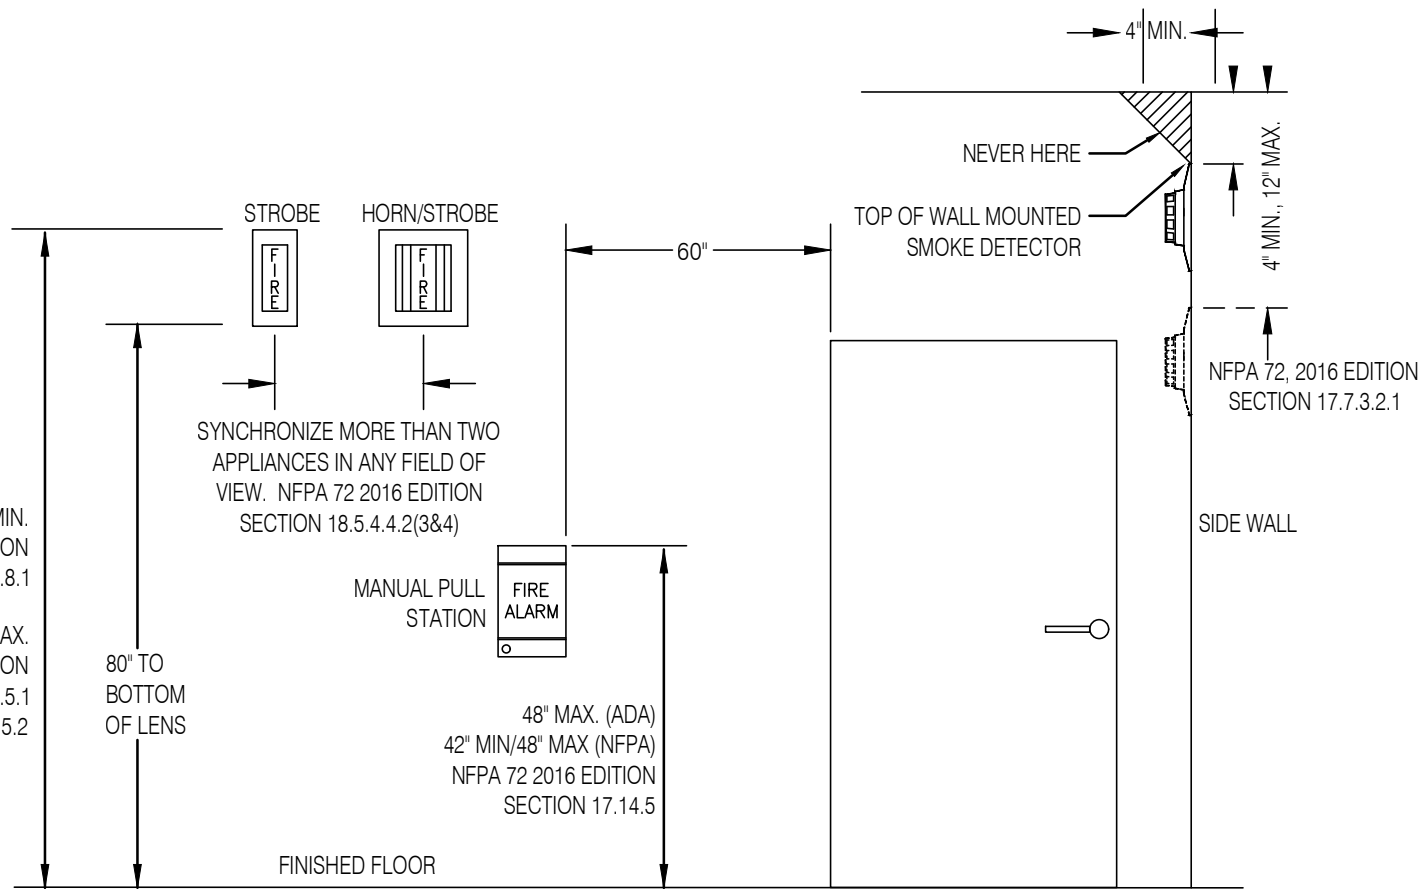 4" MIN.
NEVER HERE
4" MIN., 12" MAX.
TOP OF WALL MOUNTED
SMOKE DETECTOR
STROBE
HORN/STROBE
FIRE
FIRE
60"
NFPA 72, 2016 EDITION
SECTION 17.7.3.2.1
SYNCHRONIZE MORE THAN TWO
APPLIANCES IN ANY FIELD OF
VIEW. NFPA 72 2016 EDITION
SECTION 18.5.4.4.2(3&4)
SIDE WALL
MIN.
ON
.8.1
AX.
ON
.5.1
5.2
MANUAL PULL
STATION
FIRE
ALARM
80" TO
BOTTOM
OF LENS
48" MAX. (ADA)
42" MIN/48" MAX (NFPA)
NFPA 72 2016 EDITION
SECTION 17.14.5
FINISHED FLOOR